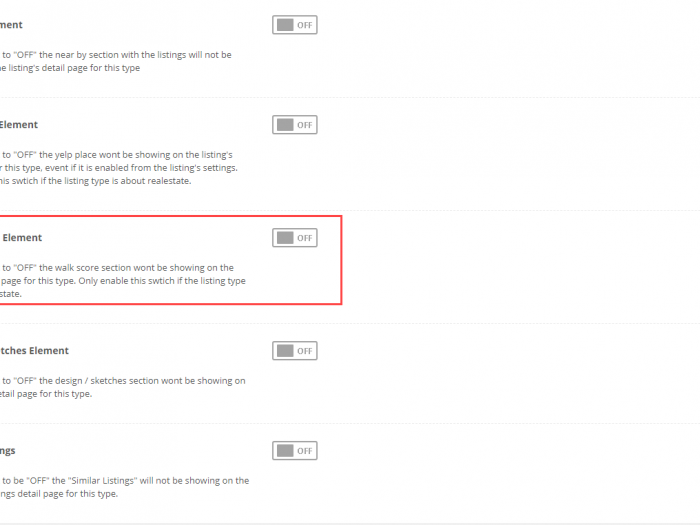 ment
OFF
to "OFF" the near by section with the listings will not be
e listing's detail page for this type
Element
OFF
to "OFF" the yelp place wont be showing on the listing's
r this type, event if it is enabled from the listing's settings.
his swtich if the listing type is about realestate.
Element
OFF
to "OFF" the walk score section wont be showing on the
page for this type. Only enable this swtich if the listing type
state.
tches Element
OFF
to "OFF" the design / sketches section wont be showing on
etail page for this type.
ngs
OFF
to be "OFF" the "Similar Listings" will not be showing on the
ngs detail page for this type.